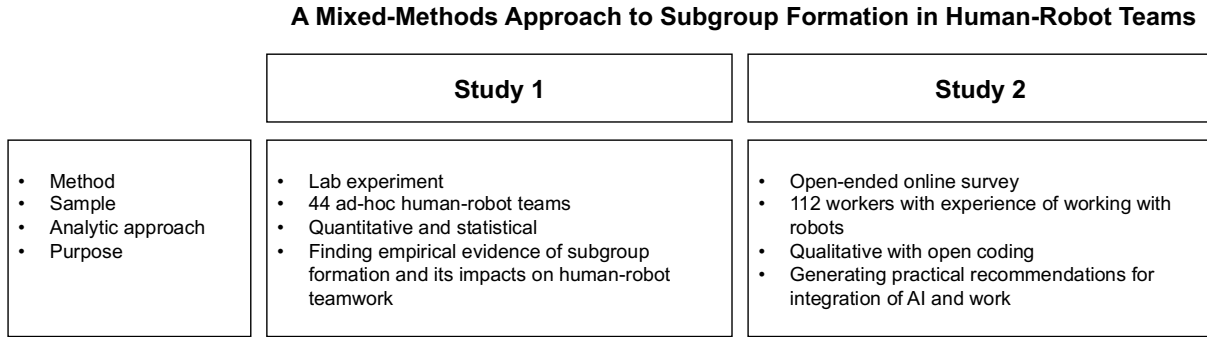 A Mixed-Methods Approach to Subgroup Formation in Human-Robot Teams
Study 1
Study 2
• Method
• Sample
• Analytic approach
• Purpose
• Lab experiment
• 44 ad-hoc human-robot teams
• Quantitative and statistical
• Finding empirical evidence of subgroup
formation and its impacts on human-robot
teamwork
• Open-ended online survey
• 112 workers with experience of working with
robots
• Qualitative with open coding
• Generating practical recommendations for
integration of AI and work